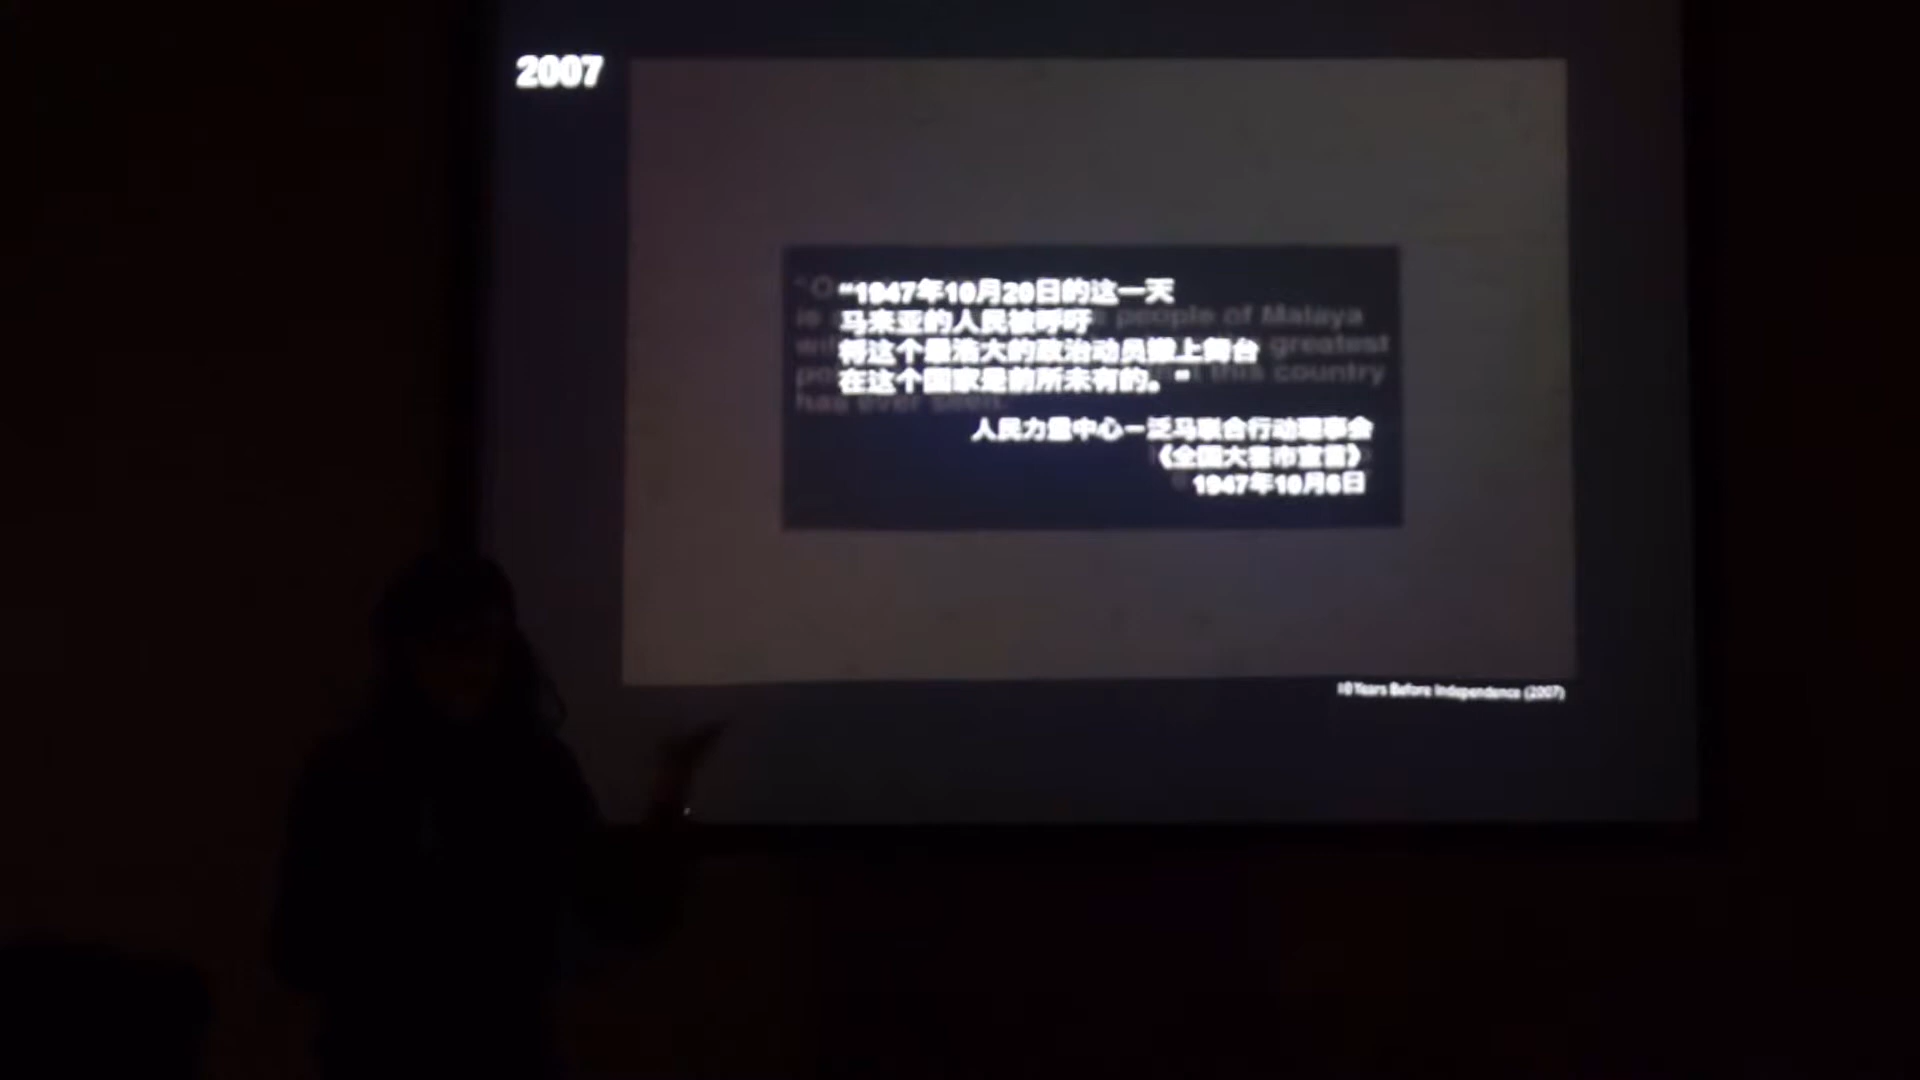 2007
“1947年10月20日的这一天
马来亚的人民被呼吁
将这个最浩大的政治动员搬上舞台
在这个国家是前所未有的。”
people of Malaya
greatest
this country
has ever seen.
人民力量中心－泛马联合行动理事会
《全国大罢市宣言》
1947年10月6日
10 Years Before Independence (2007)